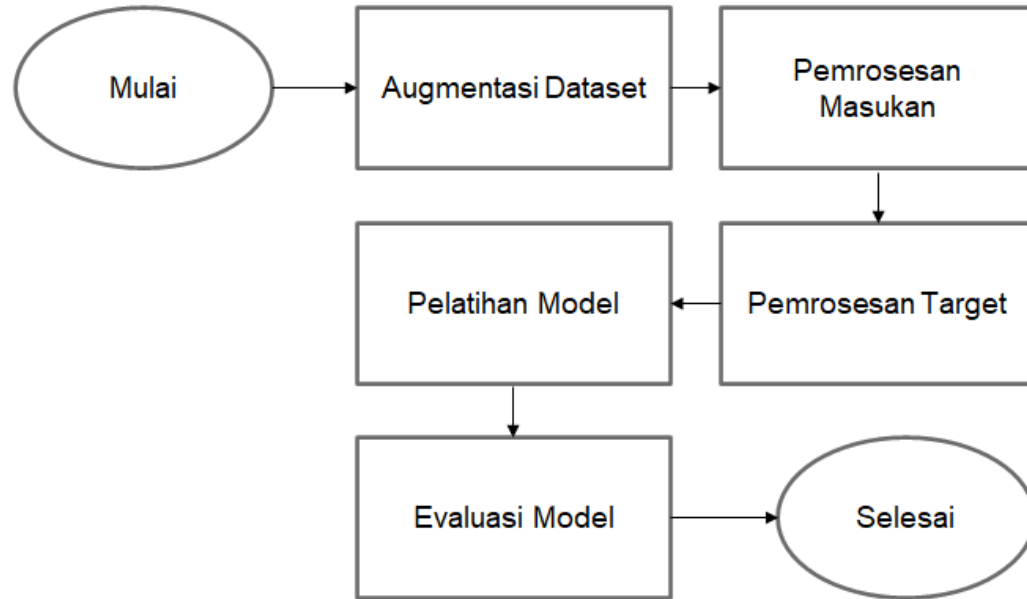 Mulai
Augmentasi Dataset
Pemrosesan
Masukan
Pemrosesan Target
Pelatihan Model
Evaluasi Model
Selesai